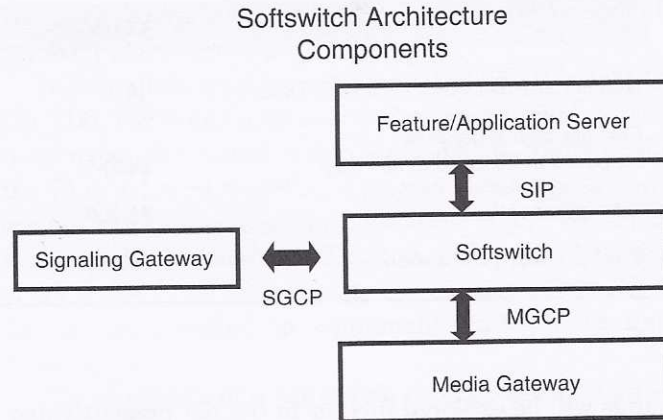 Softswitch Architecture
Components
Feature/Application Server
SIP
Signaling Gateway
Softswitch
SGCP
MGCP
Media Gateway